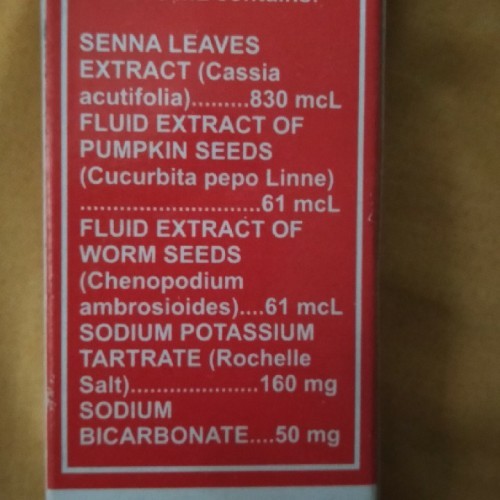 contains:
SENNA LEAVES
EXTRACT (Cassia
acutifolia).........830 mcL
FLUID EXTRACT OF
PUMPKIN SEEDS
(Cucurbita pepo Linne)
............................61 mcL
FLUID EXTRACT OF
WORM SEEDS
(Chenopodium
ambrosioides)....61 mcL
SODIUM POTASSIUM
TARTRATE (Rochelle
Salt)....................160 mg
SODIUM
BICARBONATE....50 mg